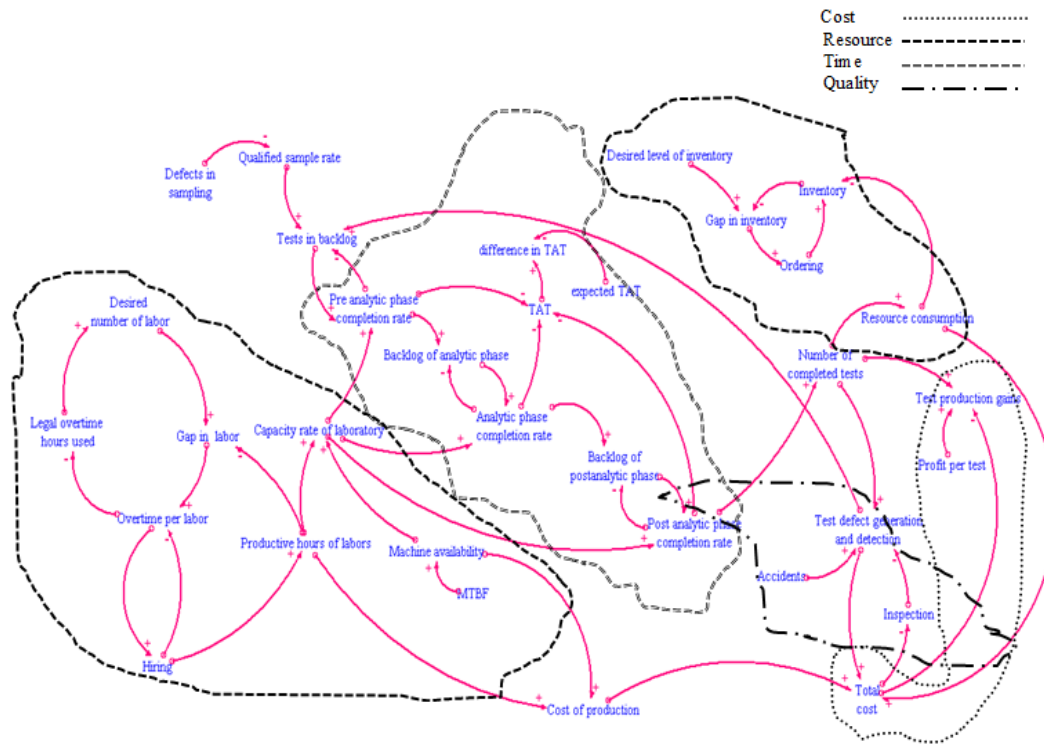 Cost
Resource
Time
Quality
Desired level of inventory
Qualified sample rate
Defects in
sampling
Inventory
Gap in inventory
Tests in backlog
difference in TAT
Ordering
expected TAT
Desired
number of labor
Pre analytic phase
completion rate
TAT
Resource consumption
Backlog of analytic phase
Number of
completed tests
Test production gains
Legal overtime
hours used
Gap in labor
Capacity rate of laboratory
Analytic phase
completion rate
Backlog of
postanalytic phase
Profit per test
Overtime per labor
Productive hours of labors
Machine availability
Post analytic phase
completion rate
Test defect generation
and detection
MTBF
Accidents
Inspection
Hiring
Cost of production
Total
cost